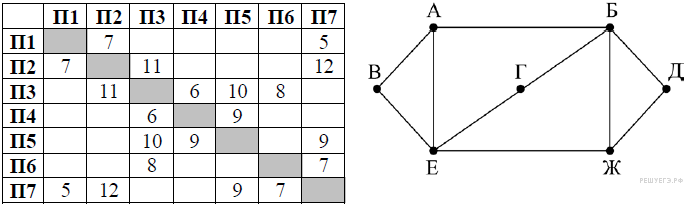 П1 П2 П3 П4 П5 П6 П7
П1 7 5
П2 7 11 12
П3 11 6 10 8
П4 6 9
П5 10 9 9
П6 8 7
П7 5 12 9 7
А Б
В Г Д
Е Ж
РЕШУЕГЭ.РФ